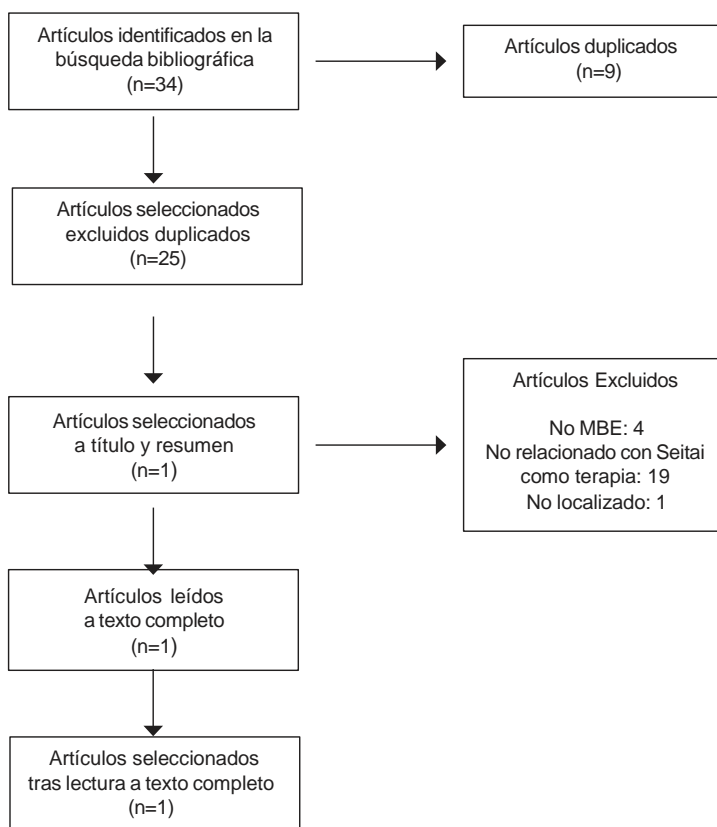 Artículos identificados en la
búsqueda bibliográfica
(n=34)
Artículos duplicados
(n=9)
Artículos seleccionados
excluidos duplicados
(n=25)
Artículos seleccionados
a título y resumen
(n=1)
Artículos Excluidos
No MBE: 4
No relacionado con Seitai
como terapia: 19
No localizado: 1
Artículos leídos
a texto completo
(n=1)
Artículos seleccionados
tras lectura a texto completo
(n=1)